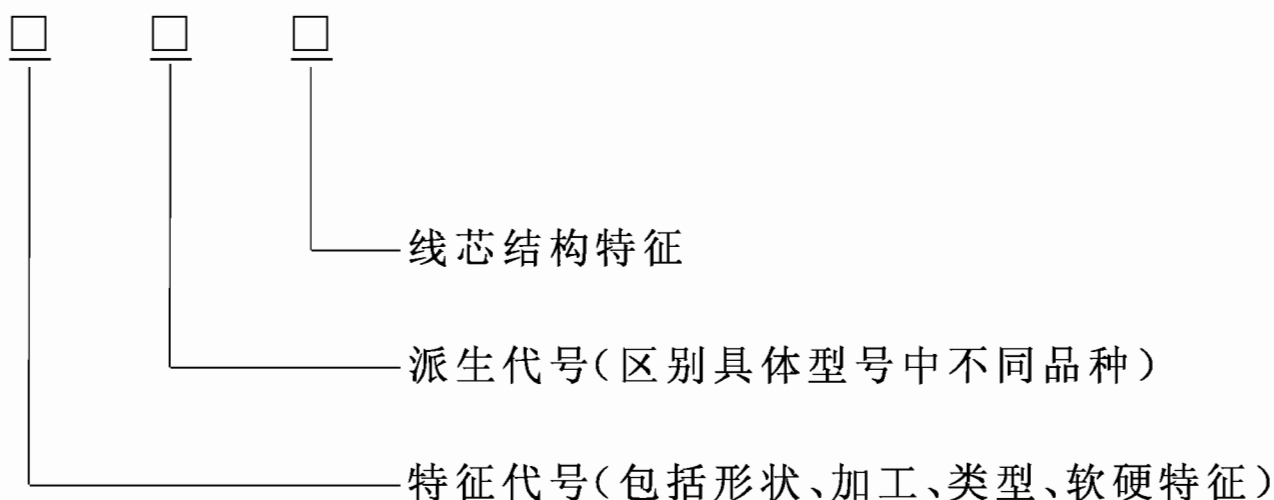 □ □ □
线芯结构特征
派生代号(区别具体型号中不同品种)
特征代号(包括形状、加工、类型、软硬特征)